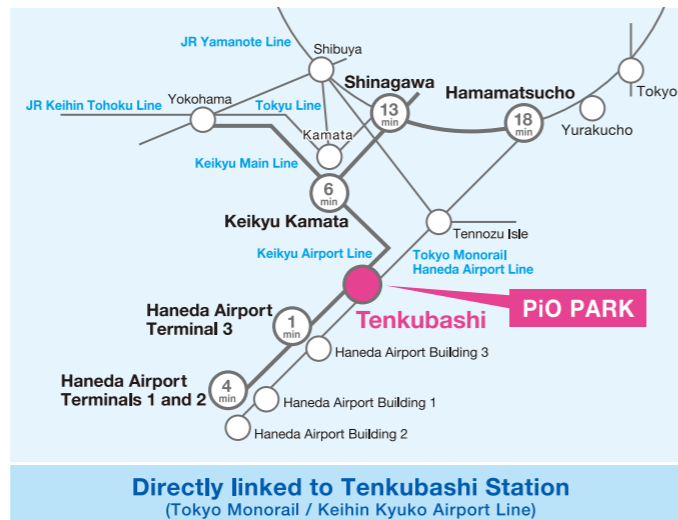 JR Yamanote Line
Shibuya
Shinagawa
Hamamatsucho
Tokyo
JR Keihin Tohoku Line
Yokohama
Tokyu Line
13
min
18
min
Yurakucho
Kamata
Keikyu Main Line
6
min
Keikyu Kamata
Tennozu Isle
Keikyu Airport Line
Tokyo Monorail
Haneda Airport Line
PiO PARK
Tenkubashi
Haneda Airport
Terminal 3
1
min
Haneda Airport Building 3
Haneda Airport
Terminals 1 and 2
4
min
Haneda Airport Building 1
Haneda Airport Building 2
Directly linked to Tenkubashi Station
(Tokyo Monorail / Keihin Kyuko Airport Line)